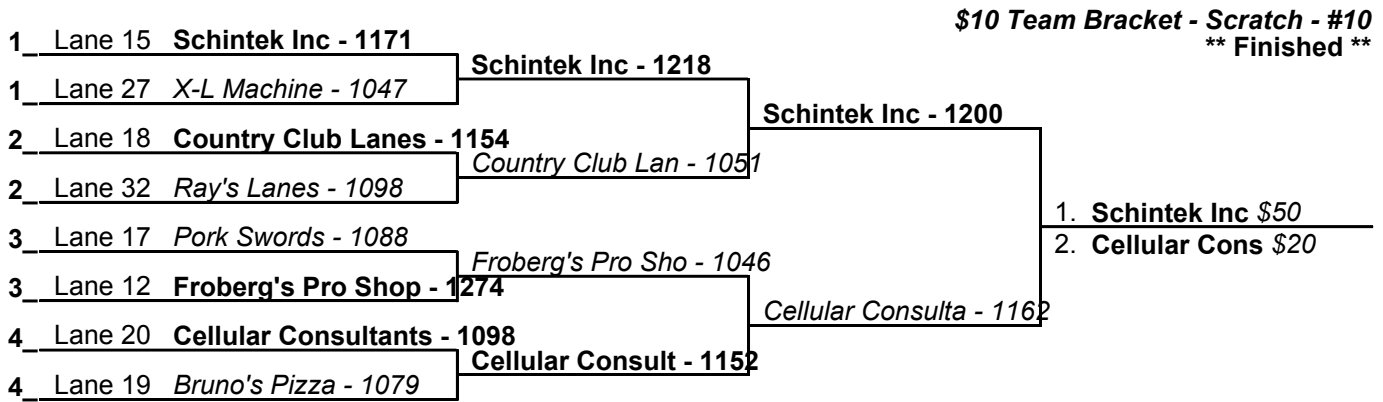 $10 Team Bracket - Scratch - #10
** Finished **
1_ Lane 15 Schintek Inc - 1171
1_ Lane 27 X-L Machine - 1047
2_ Lane 18 Country Club Lanes - 1154
2_ Lane 32 Ray's Lanes - 1098
3_ Lane 17 Pork Swords - 1088
3_ Lane 12 Froberg's Pro Shop - 1274
4_ Lane 20 Cellular Consultants - 1098
4_ Lane 19 Bruno's Pizza - 1079
Schintek Inc - 1218
Country Club Lan - 1051
Froberg's Pro Sho - 1046
Cellular Consult - 1152
Schintek Inc - 1200
Cellular Consulta - 1162
1. Schintek Inc $50
2. Cellular Cons $20